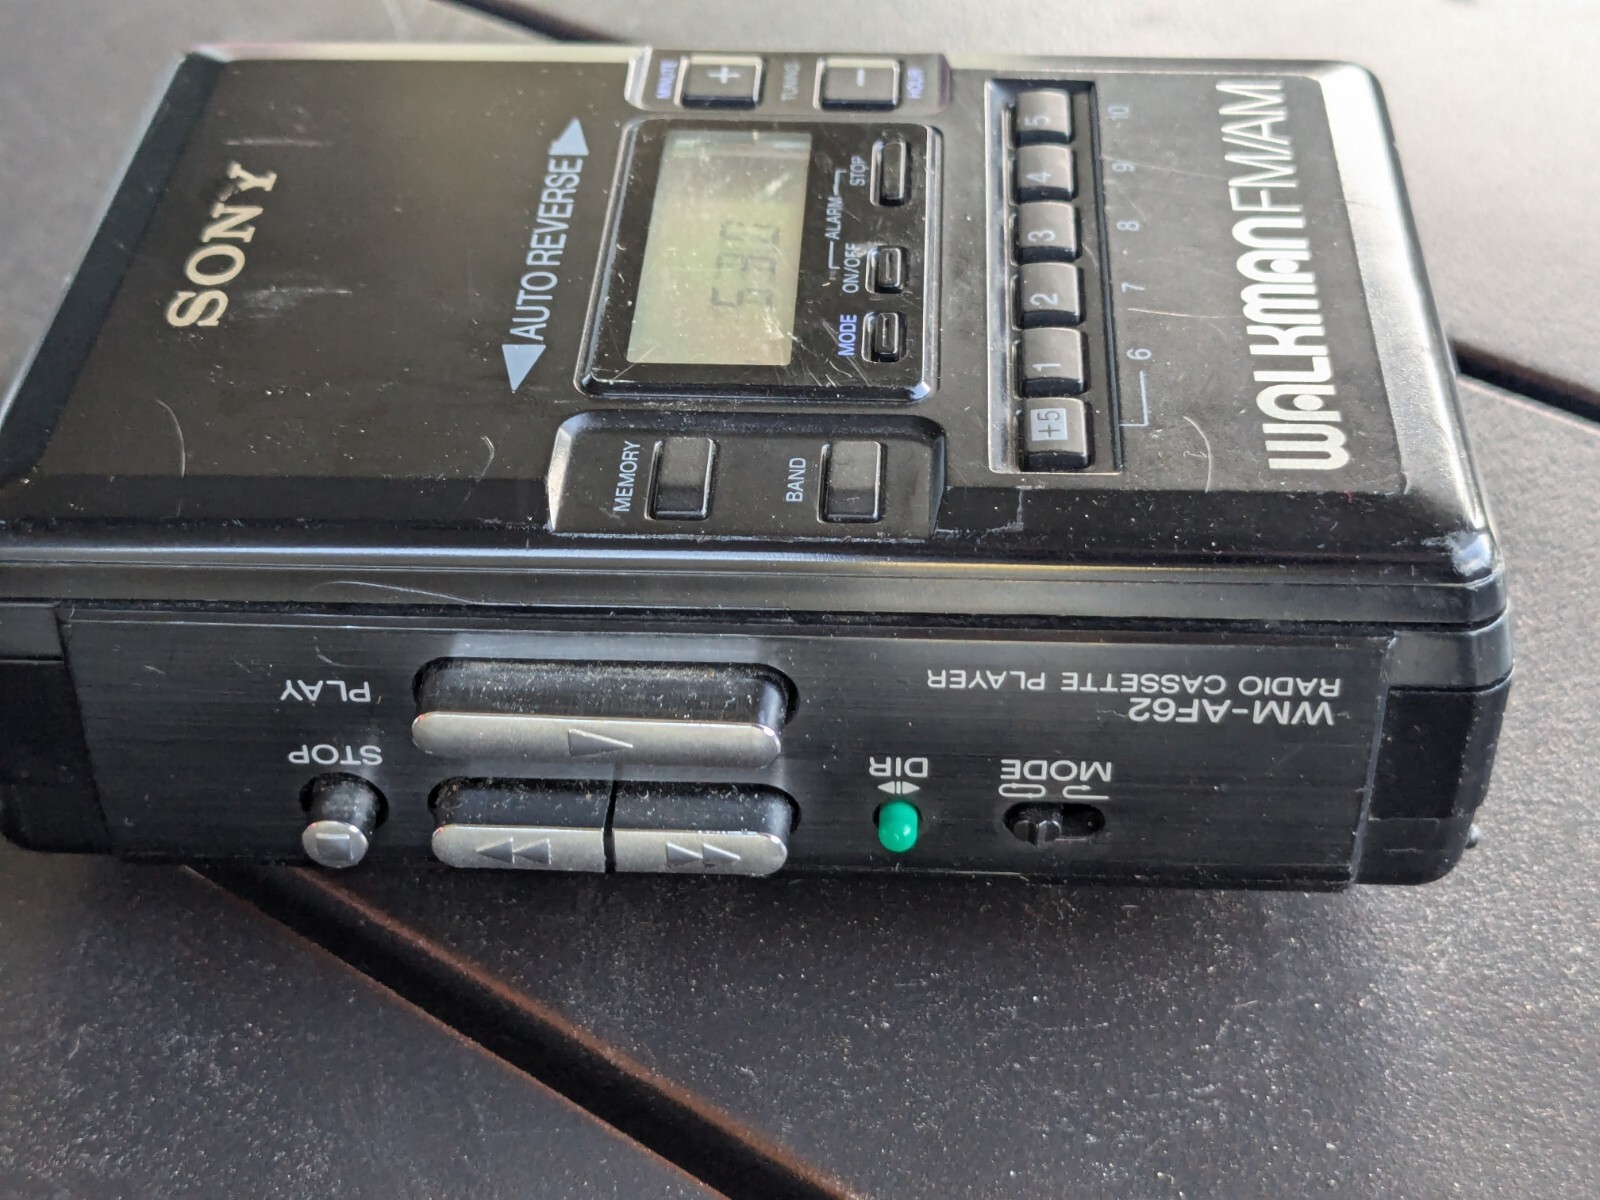 SONY
◀AUTO REVERSE▶
MINUTE
+
TUNING
−
HOUR
ALARM
MODE
ON/OFF
STOP
MEMORY
BAND
+5
1
2
3
4
5
6
7
8
9
10
WALKMAN FM/AM
WM-AF62
RADIO CASSETTE PLAYER
MODE
DIR
PLAY
STOP